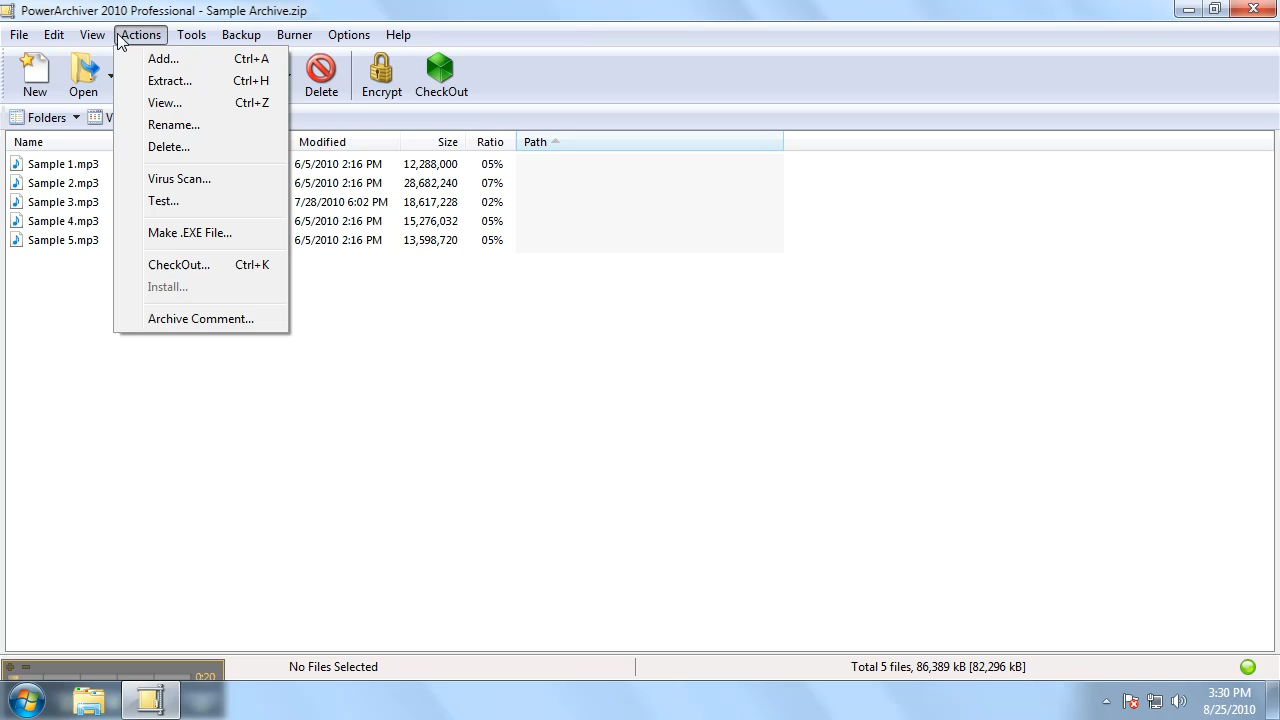 PowerArchiver 2010 Professional - Sample Archive.zip
File Edit View Actions Tools Backup Burner Options Help
New Open Delete Encrypt CheckOut
Add... Ctrl+A
Extract... Ctrl+H
View... Ctrl+Z
Rename...
Delete...
Virus Scan...
Test...
Make .EXE File...
CheckOut... Ctrl+K
Install...
Archive Comment...
Folders V
Name Modified Size Ratio Path
Sample 1.mp3 6/5/2010 2:16 PM 12,288,000 05%
Sample 2.mp3 6/5/2010 2:16 PM 28,682,240 07%
Sample 3.mp3 7/28/2010 6:02 PM 18,617,228 02%
Sample 4.mp3 6/5/2010 2:16 PM 15,276,032 05%
Sample 5.mp3 6/5/2010 2:16 PM 13,598,720 05%
No Files Selected Total 5 files, 86,389 kB [82,296 kB]
0:20
3:30 PM
8/25/2010